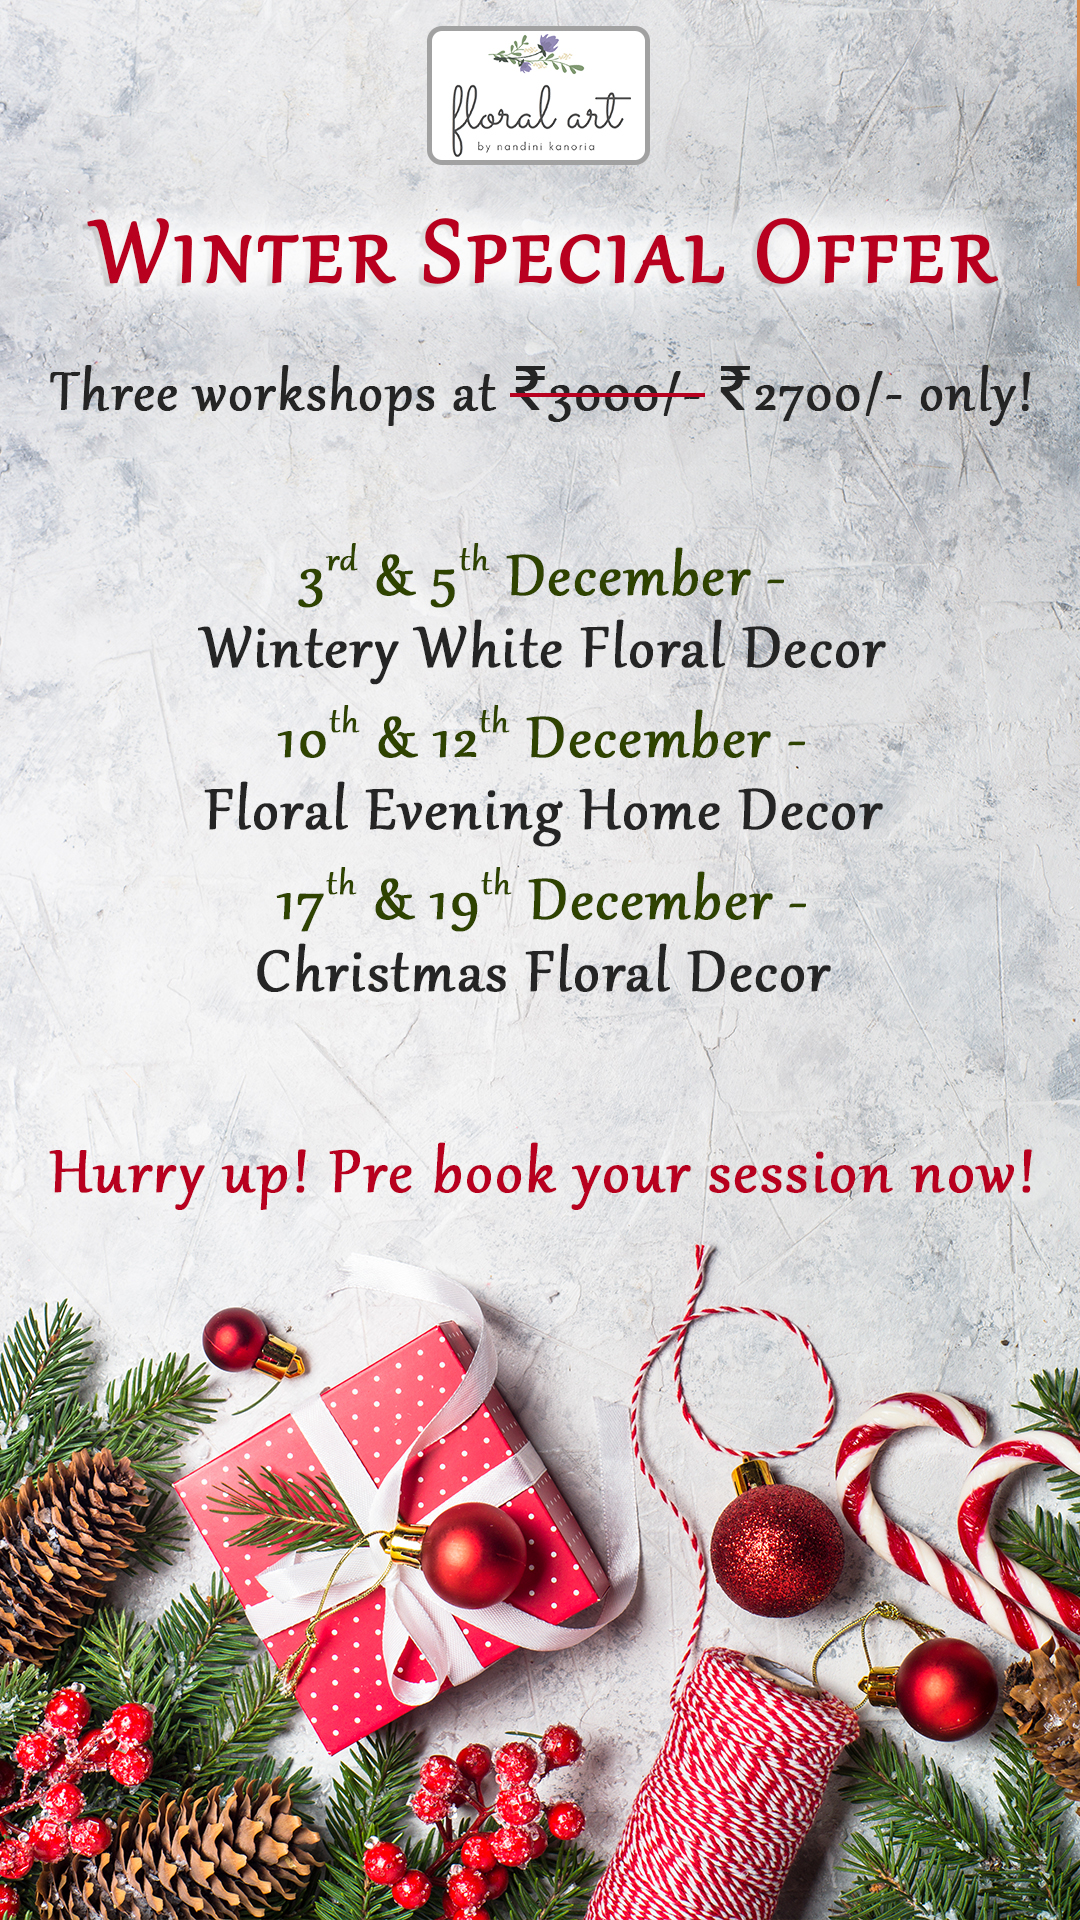 floral art
by nandini kanoria
Winter Special Offer
Three workshops at ₹3000/- ₹2700/- only!
3rd & 5th December -
Wintery White Floral Decor
10th & 12th December -
Floral Evening Home Decor
17th & 19th December -
Christmas Floral Decor
Hurry up! Pre book your session now!